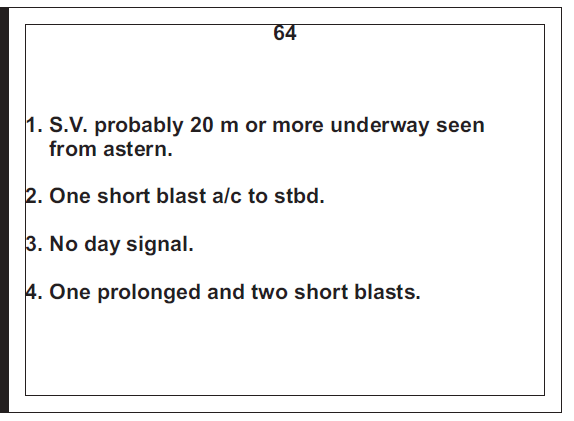 64
1. S.V. probably 20 m or more underway seen
from astern.
2. One short blast a/c to stbd.
3. No day signal.
4. One prolonged and two short blasts.